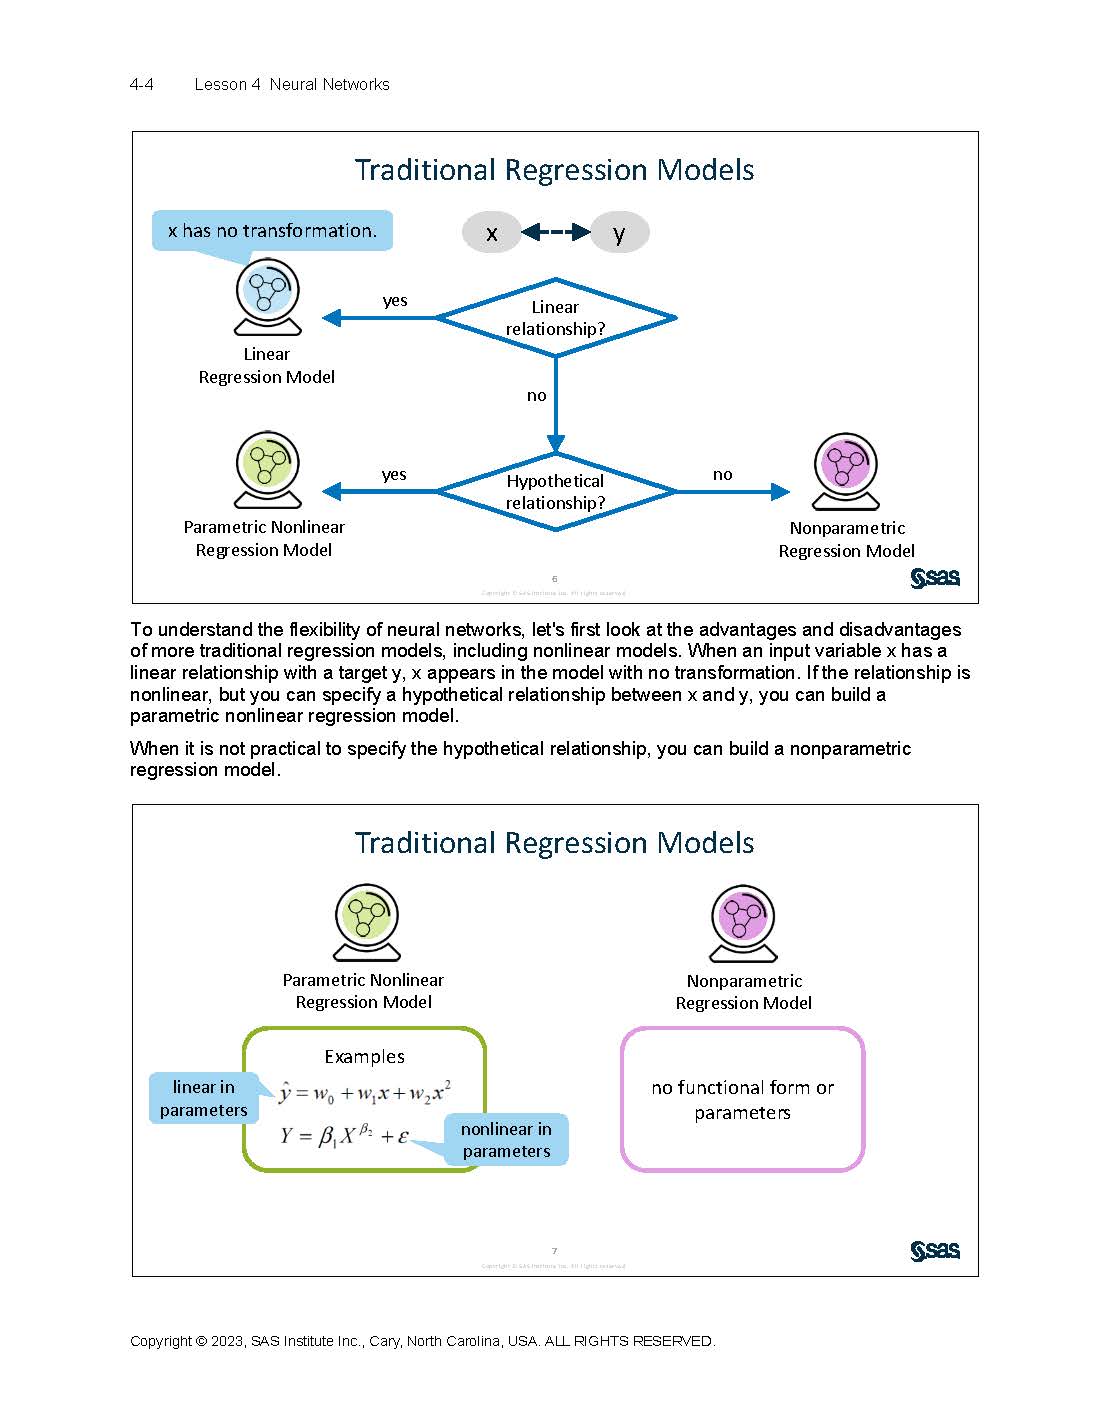 4-4 Lesson 4 Neural Networks
Traditional Regression Models
x has no transformation.
x
y
yes
Linear
relationship?
Linear
Regression Model
no
yes
Hypothetical
relationship?
no
Parametric Nonlinear
Regression Model
Nonparametric
Regression Model
6
Copyright © SAS Institute Inc. All rights reserved.
sas
To understand the flexibility of neural networks, let's first look at the advantages and disadvantages
of more traditional regression models, including nonlinear models. When an input variable x has a
linear relationship with a target y, x appears in the model with no transformation. If the relationship is
nonlinear, but you can specify a hypothetical relationship between x and y, you can build a
parametric nonlinear regression model.
When it is not practical to specify the hypothetical relationship, you can build a nonparametric
regression model.
Traditional Regression Models
Parametric Nonlinear
Regression Model
Nonparametric
Regression Model
Examples
linear in
parameters
ŷ = w₀ + w₁x + w₂x²
Y = β₁X^β₂ + ε
nonlinear in
parameters
no functional form or
parameters
7
Copyright © SAS Institute Inc. All rights reserved.
sas
Copyright © 2023, SAS Institute Inc., Cary, North Carolina, USA. ALL RIGHTS RESERVED.